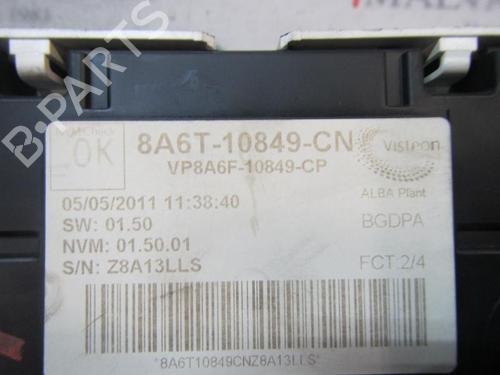 Check
OK
8A6T-10849-CN
VP8A6F-10849-CP
Visteon
ALBA Plant
05/05/2011 11:38:40
SW: 01.50
BGDPA
NVM: 01.50.01
S/N: Z8A13LLS
FCT:2/4
*8A6T10849CNZ8A13LLS*
B-PARTS